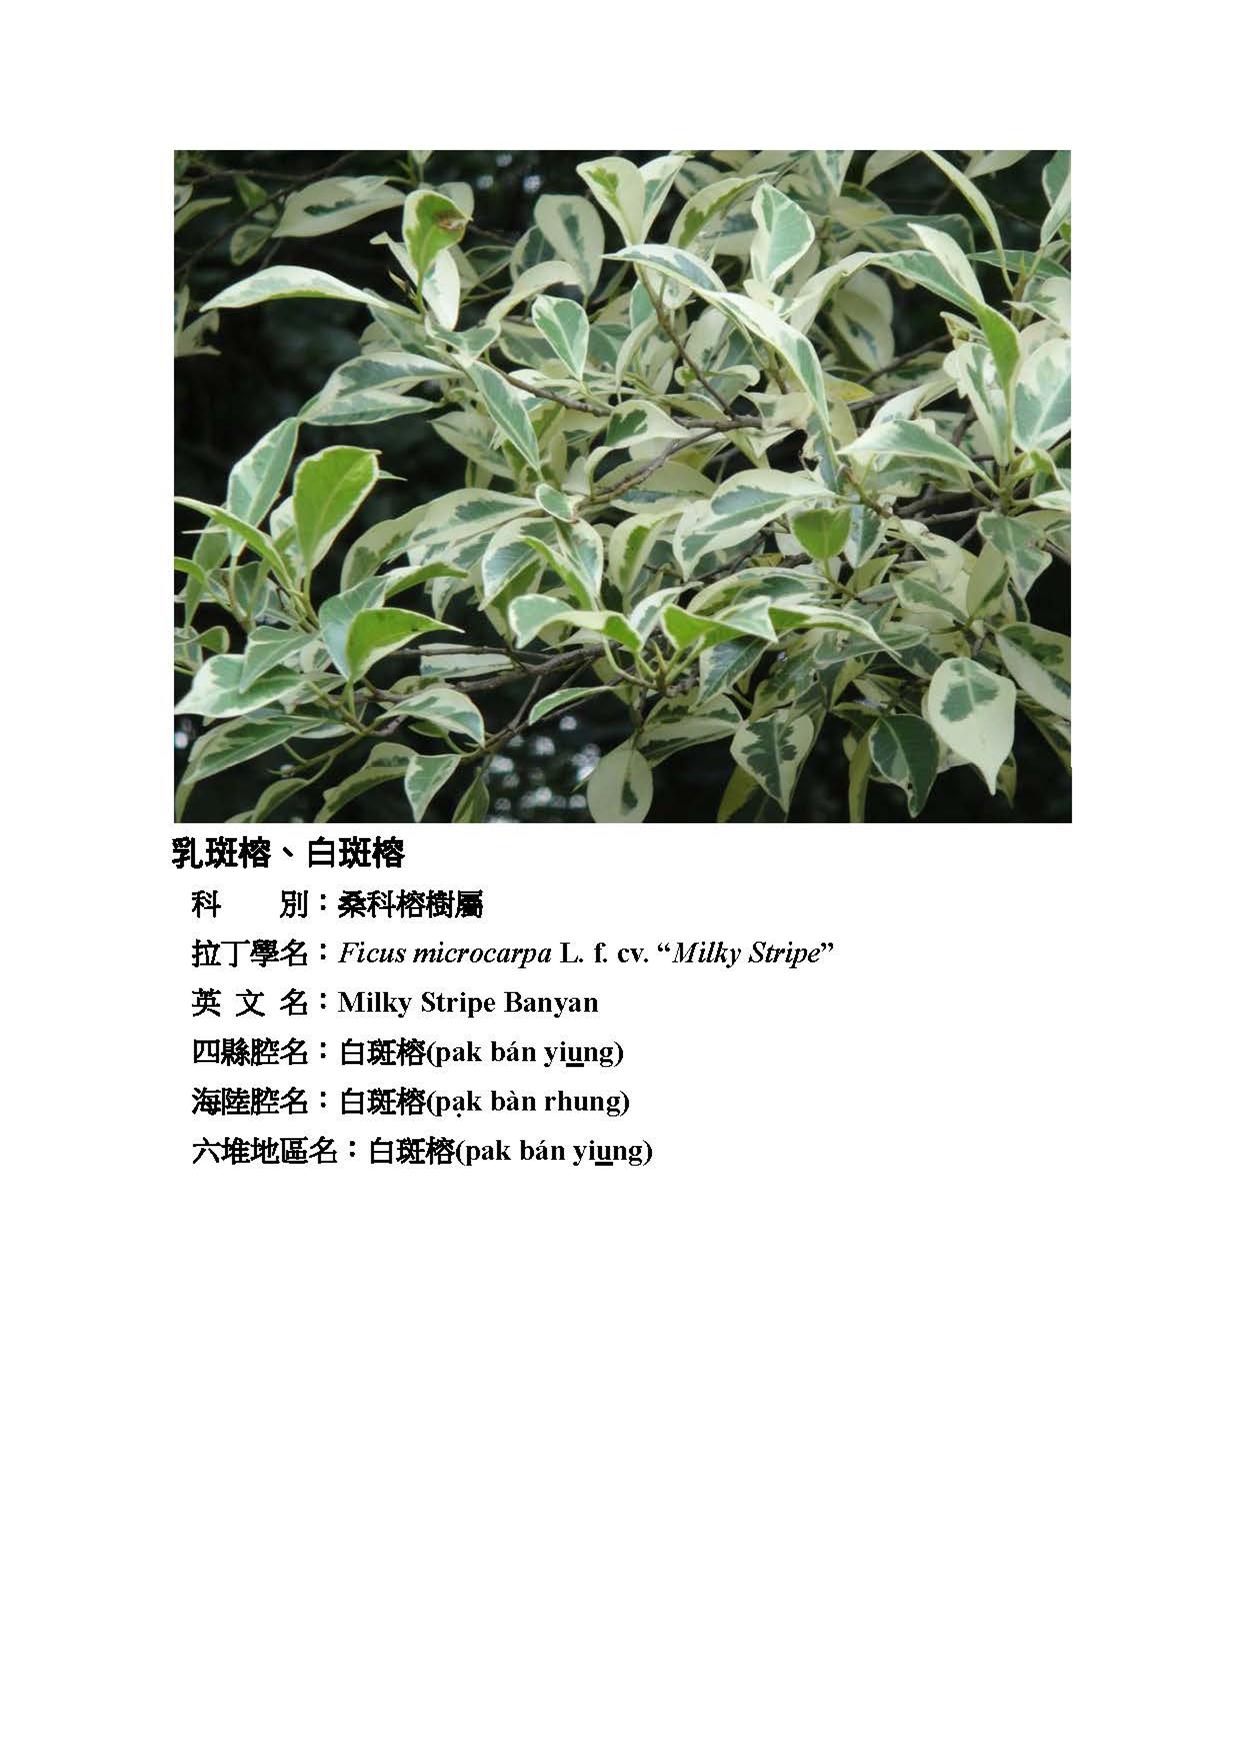 乳斑榕、白斑榕
科　　別：桑科榕樹屬
拉丁學名：Ficus microcarpa L. f. cv. “Milky Stripe”
英 文 名：Milky Stripe Banyan
四縣腔名：白斑榕(pak bán yiung)
海陸腔名：白斑榕(pạk bàn rhung)
六堆地區名：白斑榕(pak bán yiung)